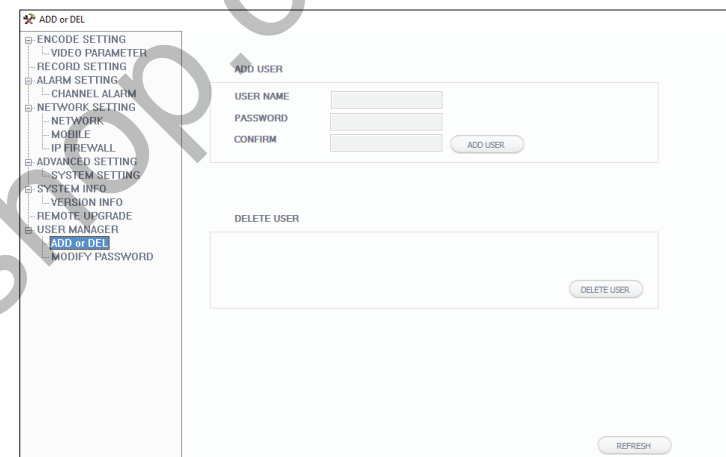 ADD or DEL
ENCODE SETTING
VIDEO PARAMETER
RECORD SETTING
ALARM SETTING
CHANNEL ALARM
NETWORK SETTING
NETWORK
MOBILE
IP FIREWALL
ADVANCED SETTING
SYSTEM SETTING
SYSTEM INFO
VERSION INFO
REMOTE UPGRADE
USER MANAGER
ADD or DEL
MODIFY PASSWORD
ADD USER
USER NAME
PASSWORD
CONFIRM
ADD USER
DELETE USER
DELETE USER
REFRESH